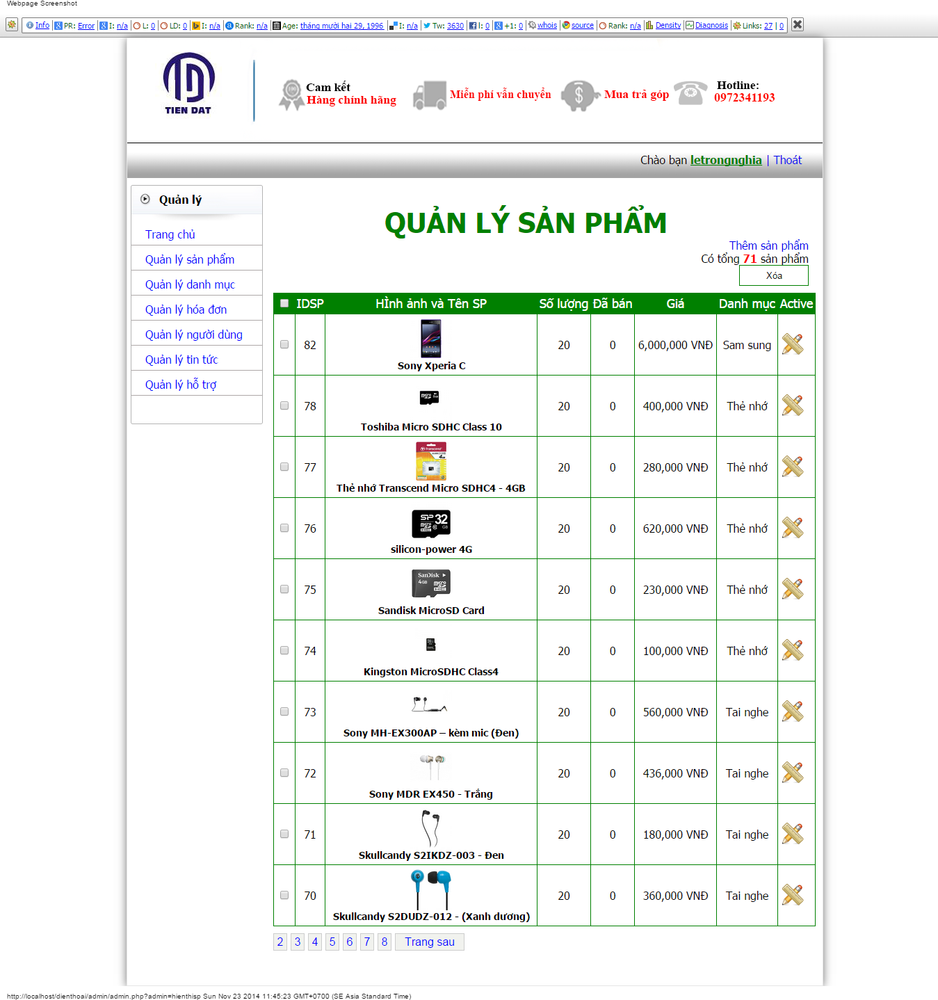 Webpage Screenshot
Info PR: Error I: n/a L: 0 LD: 0 I: n/a Rank: n/a Age: tháng mười hai 29, 1996 I: n/a Tw: 3630 l: 0 +1: 0 whois source Rank: n/a Density Diagnosis Links: 27 | 0
TIEN DAT
Cam kết
Hàng chính hãng
Miễn phí vẫn chuyển
Mua trả góp
Hotline:
0972341193
Chào bạn letrongnghia | Thoát
Quản lý
Trang chủ
Quản lý sản phẩm
Quản lý danh mục
Quản lý hóa đơn
Quản lý người dùng
Quản lý tin tức
Quản lý hỗ trợ
QUẢN LÝ SẢN PHẨM
Thêm sản phẩm
Có tổng 71 sản phẩm
Xóa
IDSP HÌnh ảnh và Tên SP Số lượng Đã bán Giá Danh mục Active
82 Sony Xperia C 20 0 6,000,000 VNĐ Sam sung
78 Toshiba Micro SDHC Class 10 20 0 400,000 VNĐ Thẻ nhớ
77 Thẻ nhớ Transcend Micro SDHC4 - 4GB 20 0 280,000 VNĐ Thẻ nhớ
76 silicon-power 4G 20 0 620,000 VNĐ Thẻ nhớ
75 Sandisk MicroSD Card 20 0 230,000 VNĐ Thẻ nhớ
74 Kingston MicroSDHC Class4 20 0 100,000 VNĐ Thẻ nhớ
73 Sony MH-EX300AP – kèm mic (Đen) 20 0 560,000 VNĐ Tai nghe
72 Sony MDR EX450 - Trắng 20 0 436,000 VNĐ Tai nghe
71 Skullcandy S2IKDZ-003 - Đen 20 0 180,000 VNĐ Tai nghe
70 Skullcandy S2DUDZ-012 - (Xanh dương) 20 0 360,000 VNĐ Tai nghe
2 3 4 5 6 7 8 Trang sau
http://localhost/dienthoai/admin/admin.php?admin=hienthisp Sun Nov 23 2014 11:45:23 GMT+0700 (SE Asia Standard Time)